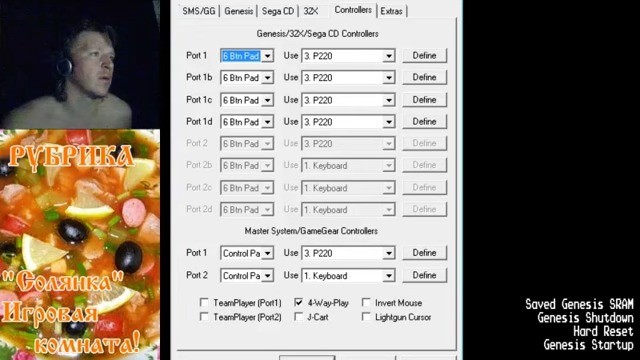 SMS/GG Genesis Sega CD 32X Controllers Extras
Genesis/32X/Sega CD Controllers
Port 1 6 Btn Pad Use 3. P220 Define
Port 1b 6 Btn Pad Use 3. P220 Define
Port 1c 6 Btn Pad Use 3. P220 Define
Port 1d 6 Btn Pad Use 3. P220 Define
Port 2 6 Btn Pad Use 3. P220 Define
Port 2b 6 Btn Pad Use 1. Keyboard Define
Port 2c 6 Btn Pad Use 1. Keyboard Define
Port 2d 6 Btn Pad Use 1. Keyboard Define
Master System/GameGear Controllers
Port 1 Control Pa Use 3. P220 Define
Port 2 Control Pa Use 1. Keyboard Define
TeamPlayer (Port1) 4-Way-Play Invert Mouse
TeamPlayer (Port2) J-Cart Lightgun Cursor
РУБРИКА
"Солянка"
Игровая
комната!
Saved Genesis SRAM
Genesis Shutdown
Hard Reset
Genesis Startup